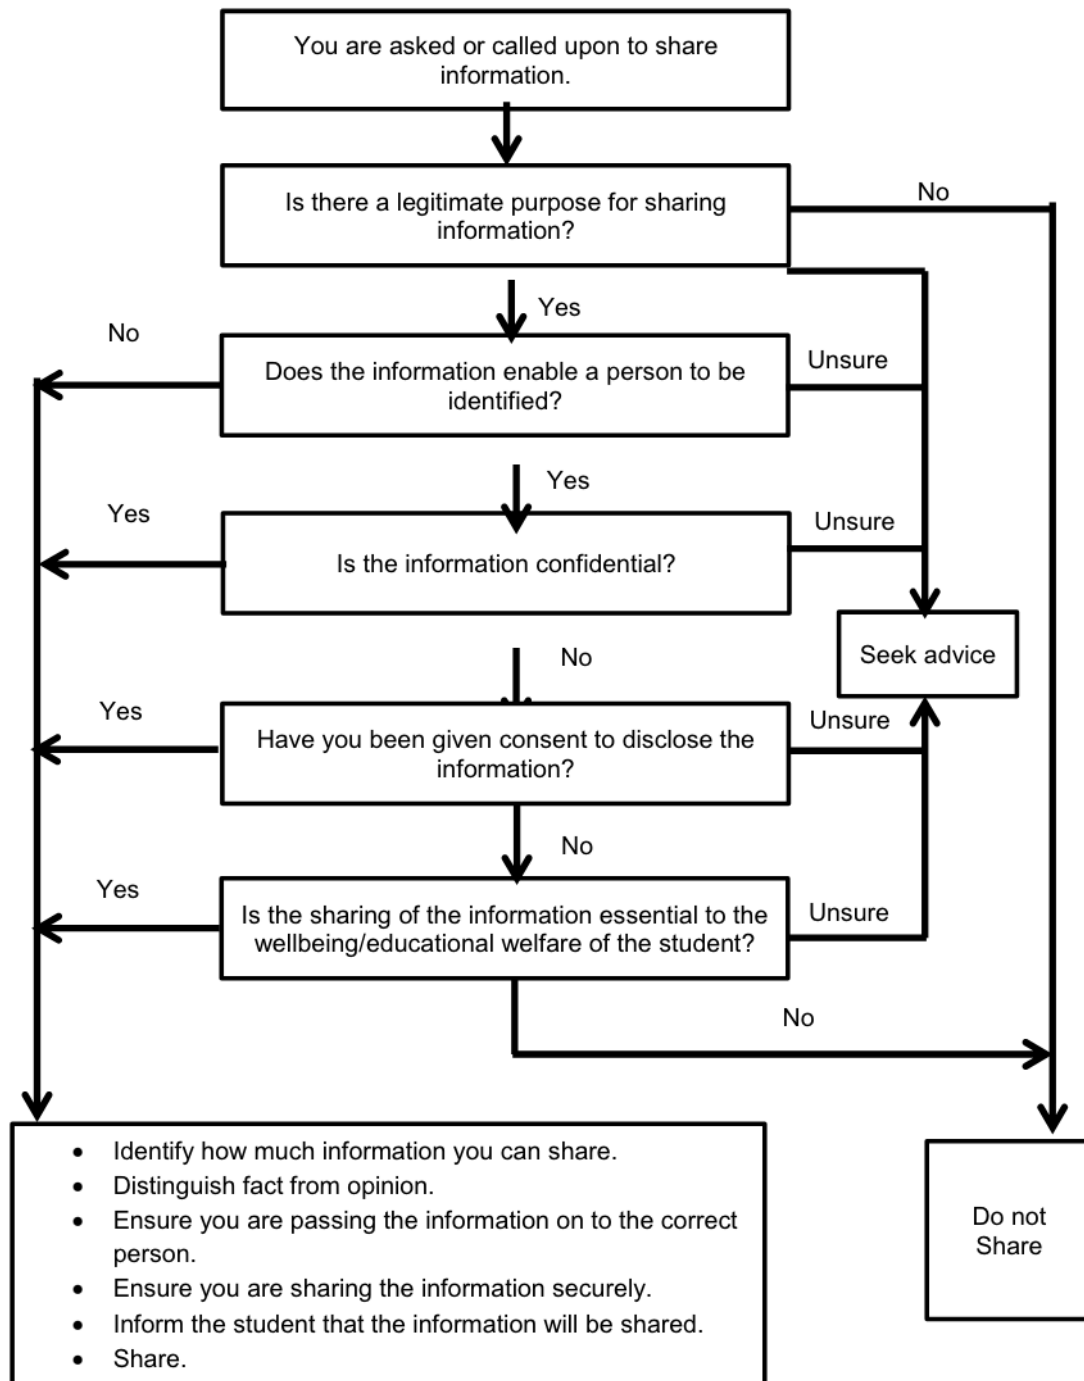 You are asked or called upon to share
information.
Is there a legitimate purpose for sharing
information?
No
Yes
No
Does the information enable a person to be
identified?
Unsure
Yes
Yes
Is the information confidential?
Unsure
No
Seek advice
Yes
Have you been given consent to disclose the
information?
Unsure
No
Yes
Is the sharing of the information essential to the
wellbeing/educational welfare of the student?
Unsure
No
• Identify how much information you can share.
• Distinguish fact from opinion.
• Ensure you are passing the information on to the correct
person.
• Ensure you are sharing the information securely.
• Inform the student that the information will be shared.
• Share.
Do not
Share